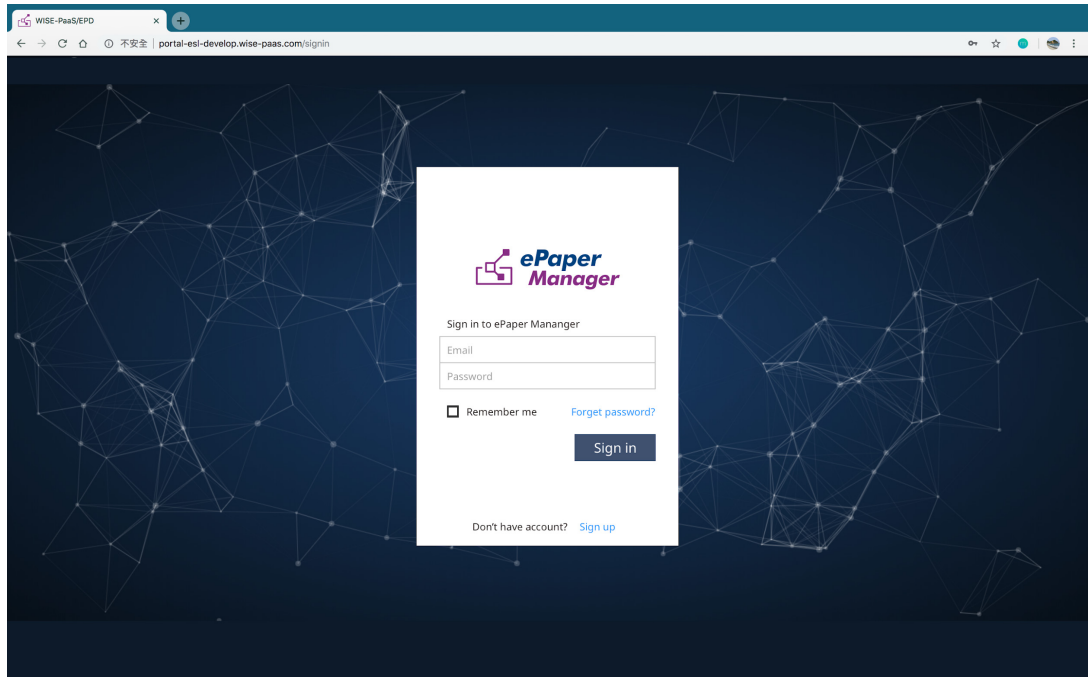 WISE-PaaS/EPD
不安全 | portal-esl-develop.wise-paas.com/signin
ePaper
Manager
Sign in to ePaper Mananger
Email
Password
Remember me Forget password?
Sign in
Don't have account? Sign up